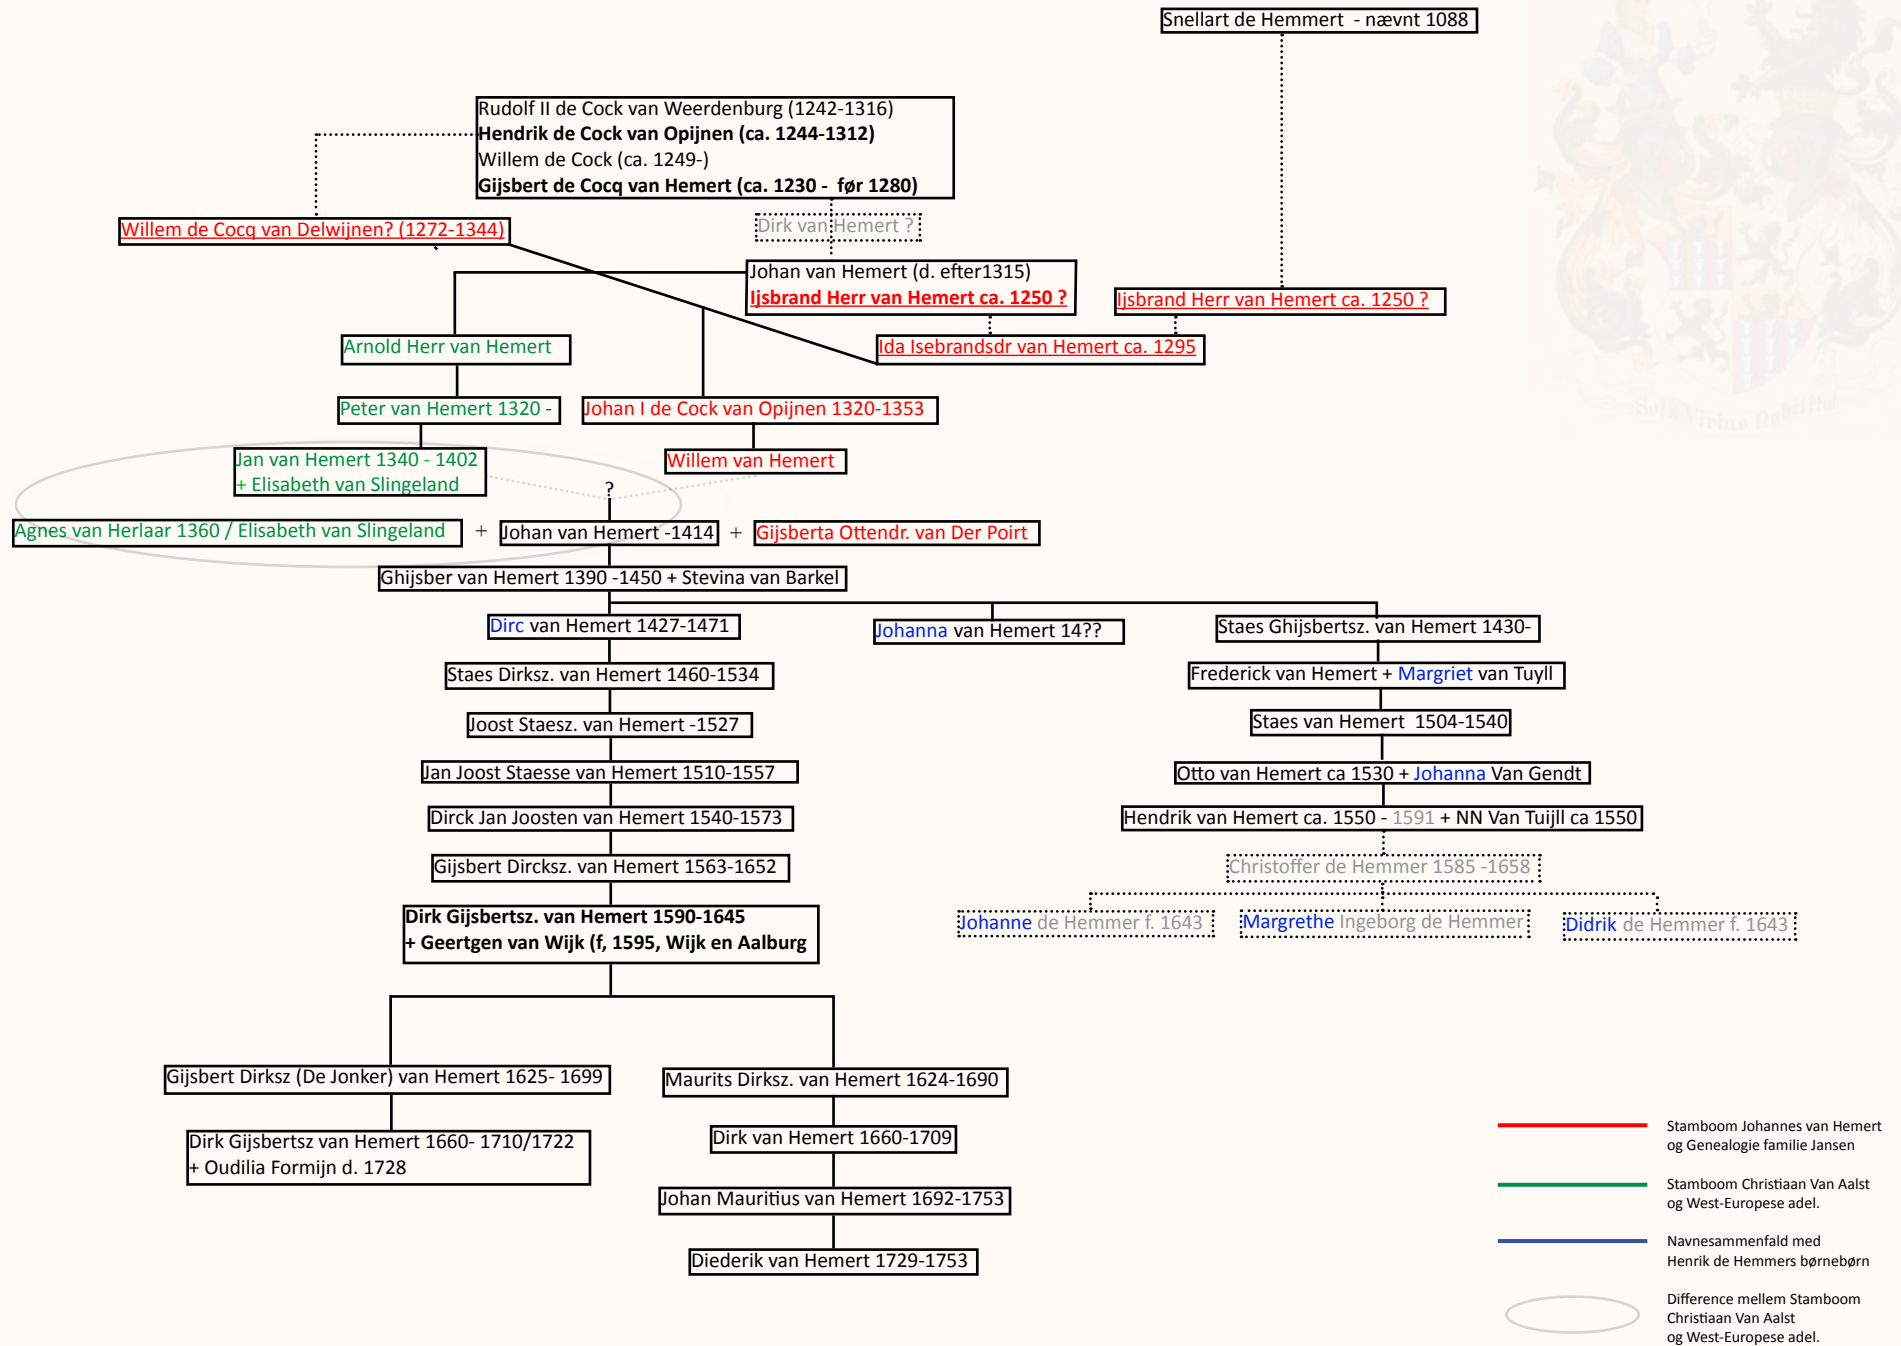 Snellart de Hemmert - nævnt 1088
Rudolf II de Cock van Weerdenburg (1242-1316)
Hendrik de Cock van Opijnen (ca. 1244-1312)
Willem de Cock (ca. 1249-)
Gijsbert de Cocq van Hemert (ca. 1230 - før 1280)
Willem de Cocq van Delwijnen? (1272-1344)
Dirk van Hemert ?
Johan van Hemert (d. efter1315)
Ijsbrand Herr van Hemert ca. 1250 ?
Ijsbrand Herr van Hemert ca. 1250 ?
Arnold Herr van Hemert
Ida Isebrandsdr van Hemert ca. 1295
Peter van Hemert 1320 -
Johan I de Cock van Opijnen 1320-1353
Jan van Hemert 1340 - 1402
+ Elisabeth van Slingeland
Willem van Hemert
?
Agnes van Herlaar 1360 / Elisabeth van Slingeland + Johan van Hemert -1414 + Gijsberta Ottendr. van Der Poirt
Ghijsber van Hemert 1390 -1450 + Stevina van Barkel
Dirc van Hemert 1427-1471
Johanna van Hemert 14??
Staes Ghijsbertsz. van Hemert 1430-
Staes Dirksz. van Hemert 1460-1534
Frederick van Hemert + Margriet van Tuyll
Joost Staesz. van Hemert -1527
Staes van Hemert 1504-1540
Jan Joost Staesse van Hemert 1510-1557
Otto van Hemert ca 1530 + Johanna Van Gendt
Dirck Jan Joosten van Hemert 1540-1573
Hendrik van Hemert ca. 1550 - 1591 + NN Van Tuijll ca 1550
Gijsbert Dircksz. van Hemert 1563-1652
Christoffer de Hemmer 1585 -1658
Dirk Gijsbertsz. van Hemert 1590-1645
+ Geertgen van Wijk (f, 1595, Wijk en Aalburg
Johanne de Hemmer f. 1643
Margrethe Ingeborg de Hemmer
Didrik de Hemmer f. 1643
Gijsbert Dirksz (De Jonker) van Hemert 1625- 1699
Maurits Dirksz. van Hemert 1624-1690
Dirk Gijsbertsz van Hemert 1660- 1710/1722
+ Oudilia Formijn d. 1728
Dirk van Hemert 1660-1709
Johan Mauritius van Hemert 1692-1753
Diederik van Hemert 1729-1753
Stamboom Johannes van Hemert
og Genealogie familie Jansen
Stamboom Christiaan Van Aalst
og West-Europese adel.
Navnesammenfald med
Henrik de Hemmers børnebørn
Difference mellem Stamboom
Christiaan Van Aalst
og West-Europese adel.
Sola Virtus Nobilitat